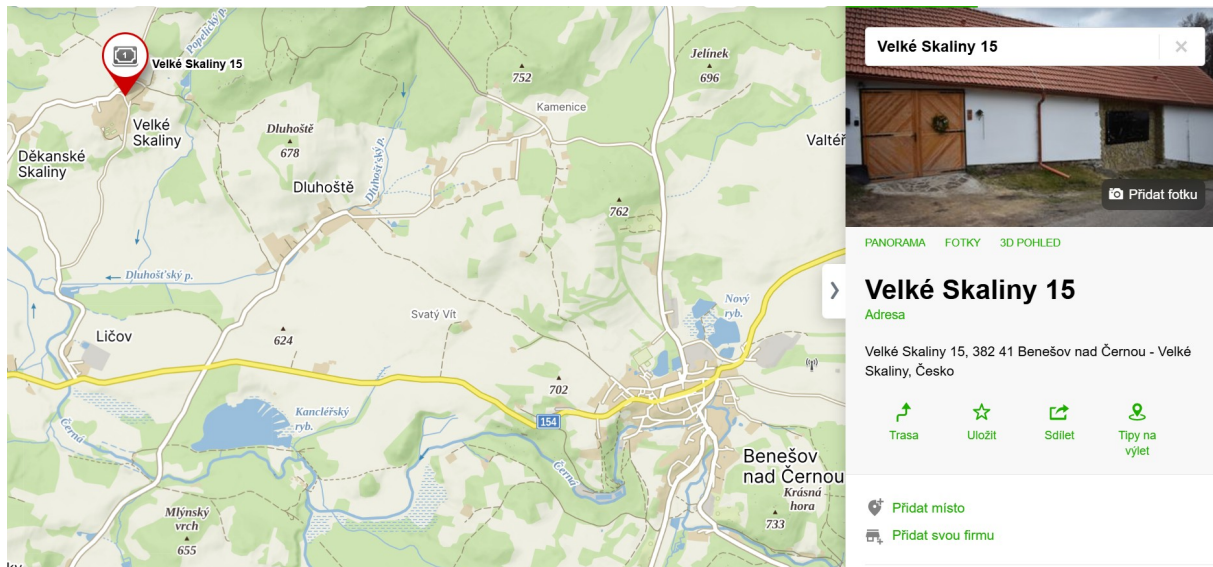 Popelický p.
1
Velké Skaliny 15
Velké
Skaliny
Děkanské
Skaliny
Dluhoště
678
Dluhošťský p.
Dluhoště
752
Kamenice
Jelínek
696
762
Dluhošťský p.
Ličov
624
Svatý Vít
Nový
ryb.
702
154
Kancléřský
ryb.
Černá
Černá
Benešov
nad Černou
Krásná
hora
733
Mlýnský
vrch
655
Velké Skaliny 15
Přidat fotku
PANORAMA FOTKY 3D POHLED
Velké Skaliny 15
Adresa
Velké Skaliny 15, 382 41 Benešov nad Černou - Velké
Skaliny, Česko
Trasa Uložit Sdílet Tipy na
výlet
Přidat místo
Přidat svou firmu